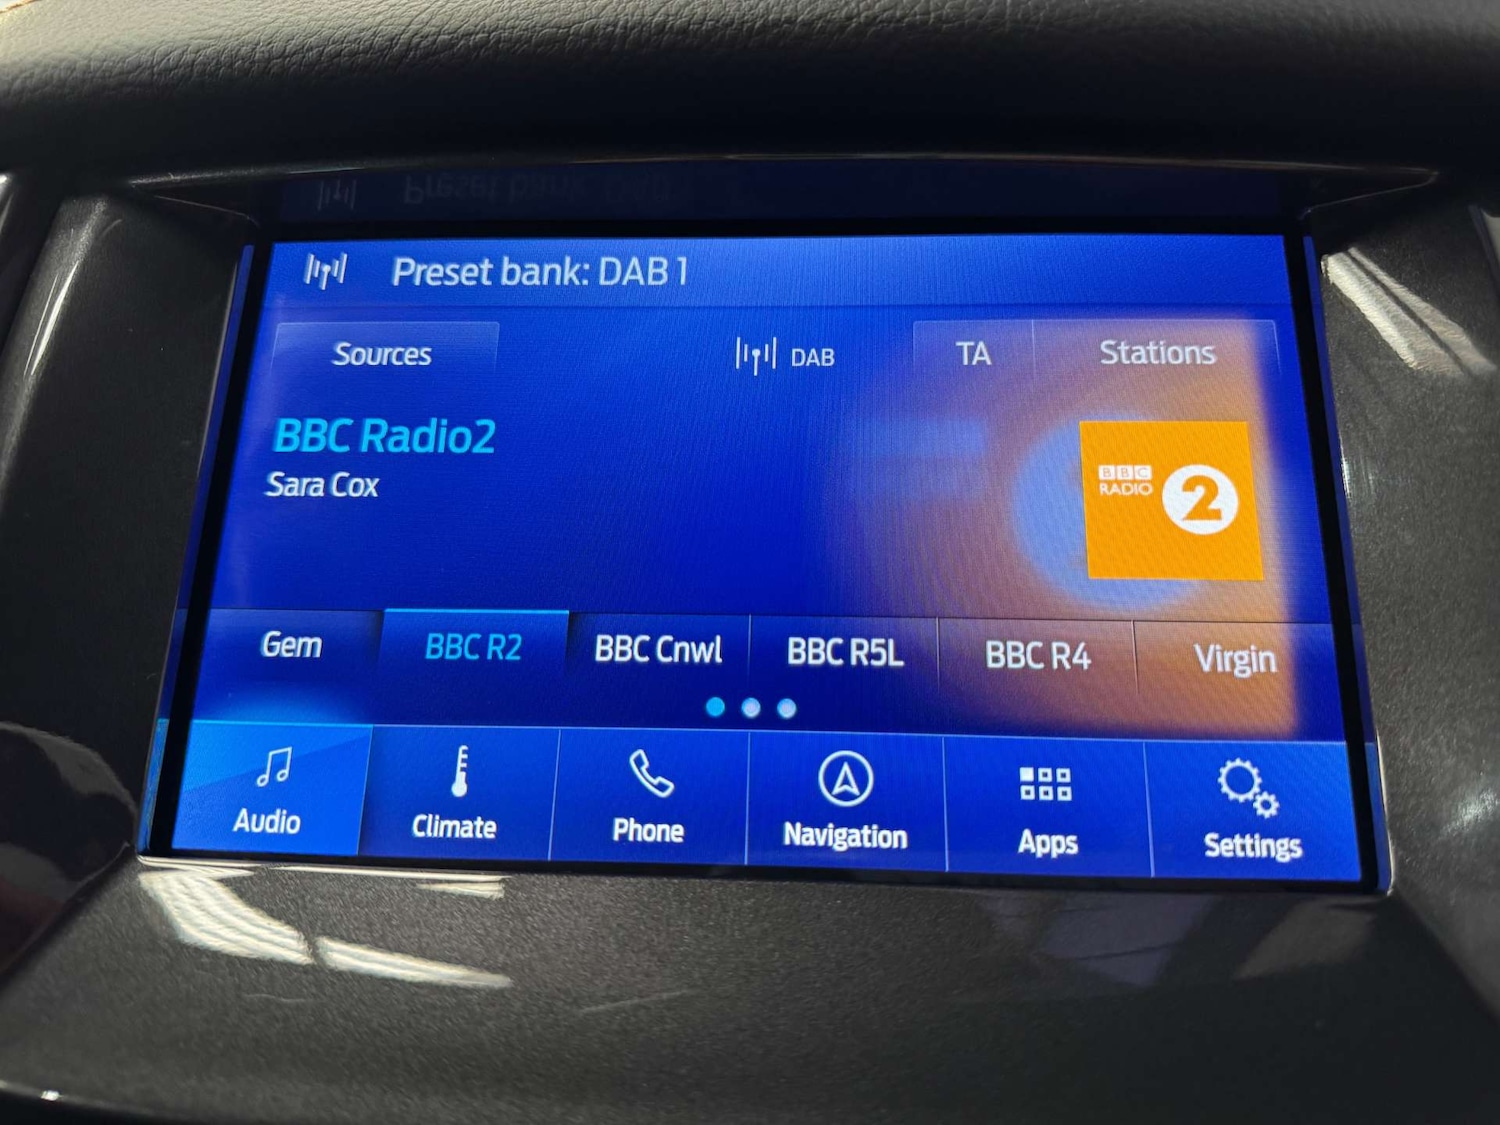 Preset bank: DAB 1
Sources
DAB
TA
Stations
BBC Radio2
Sara Cox
BBC
RADIO
2
Gem
BBC R2
BBC Cnwl
BBC R5L
BBC R4
Virgin
Audio
Climate
Phone
Navigation
Apps
Settings